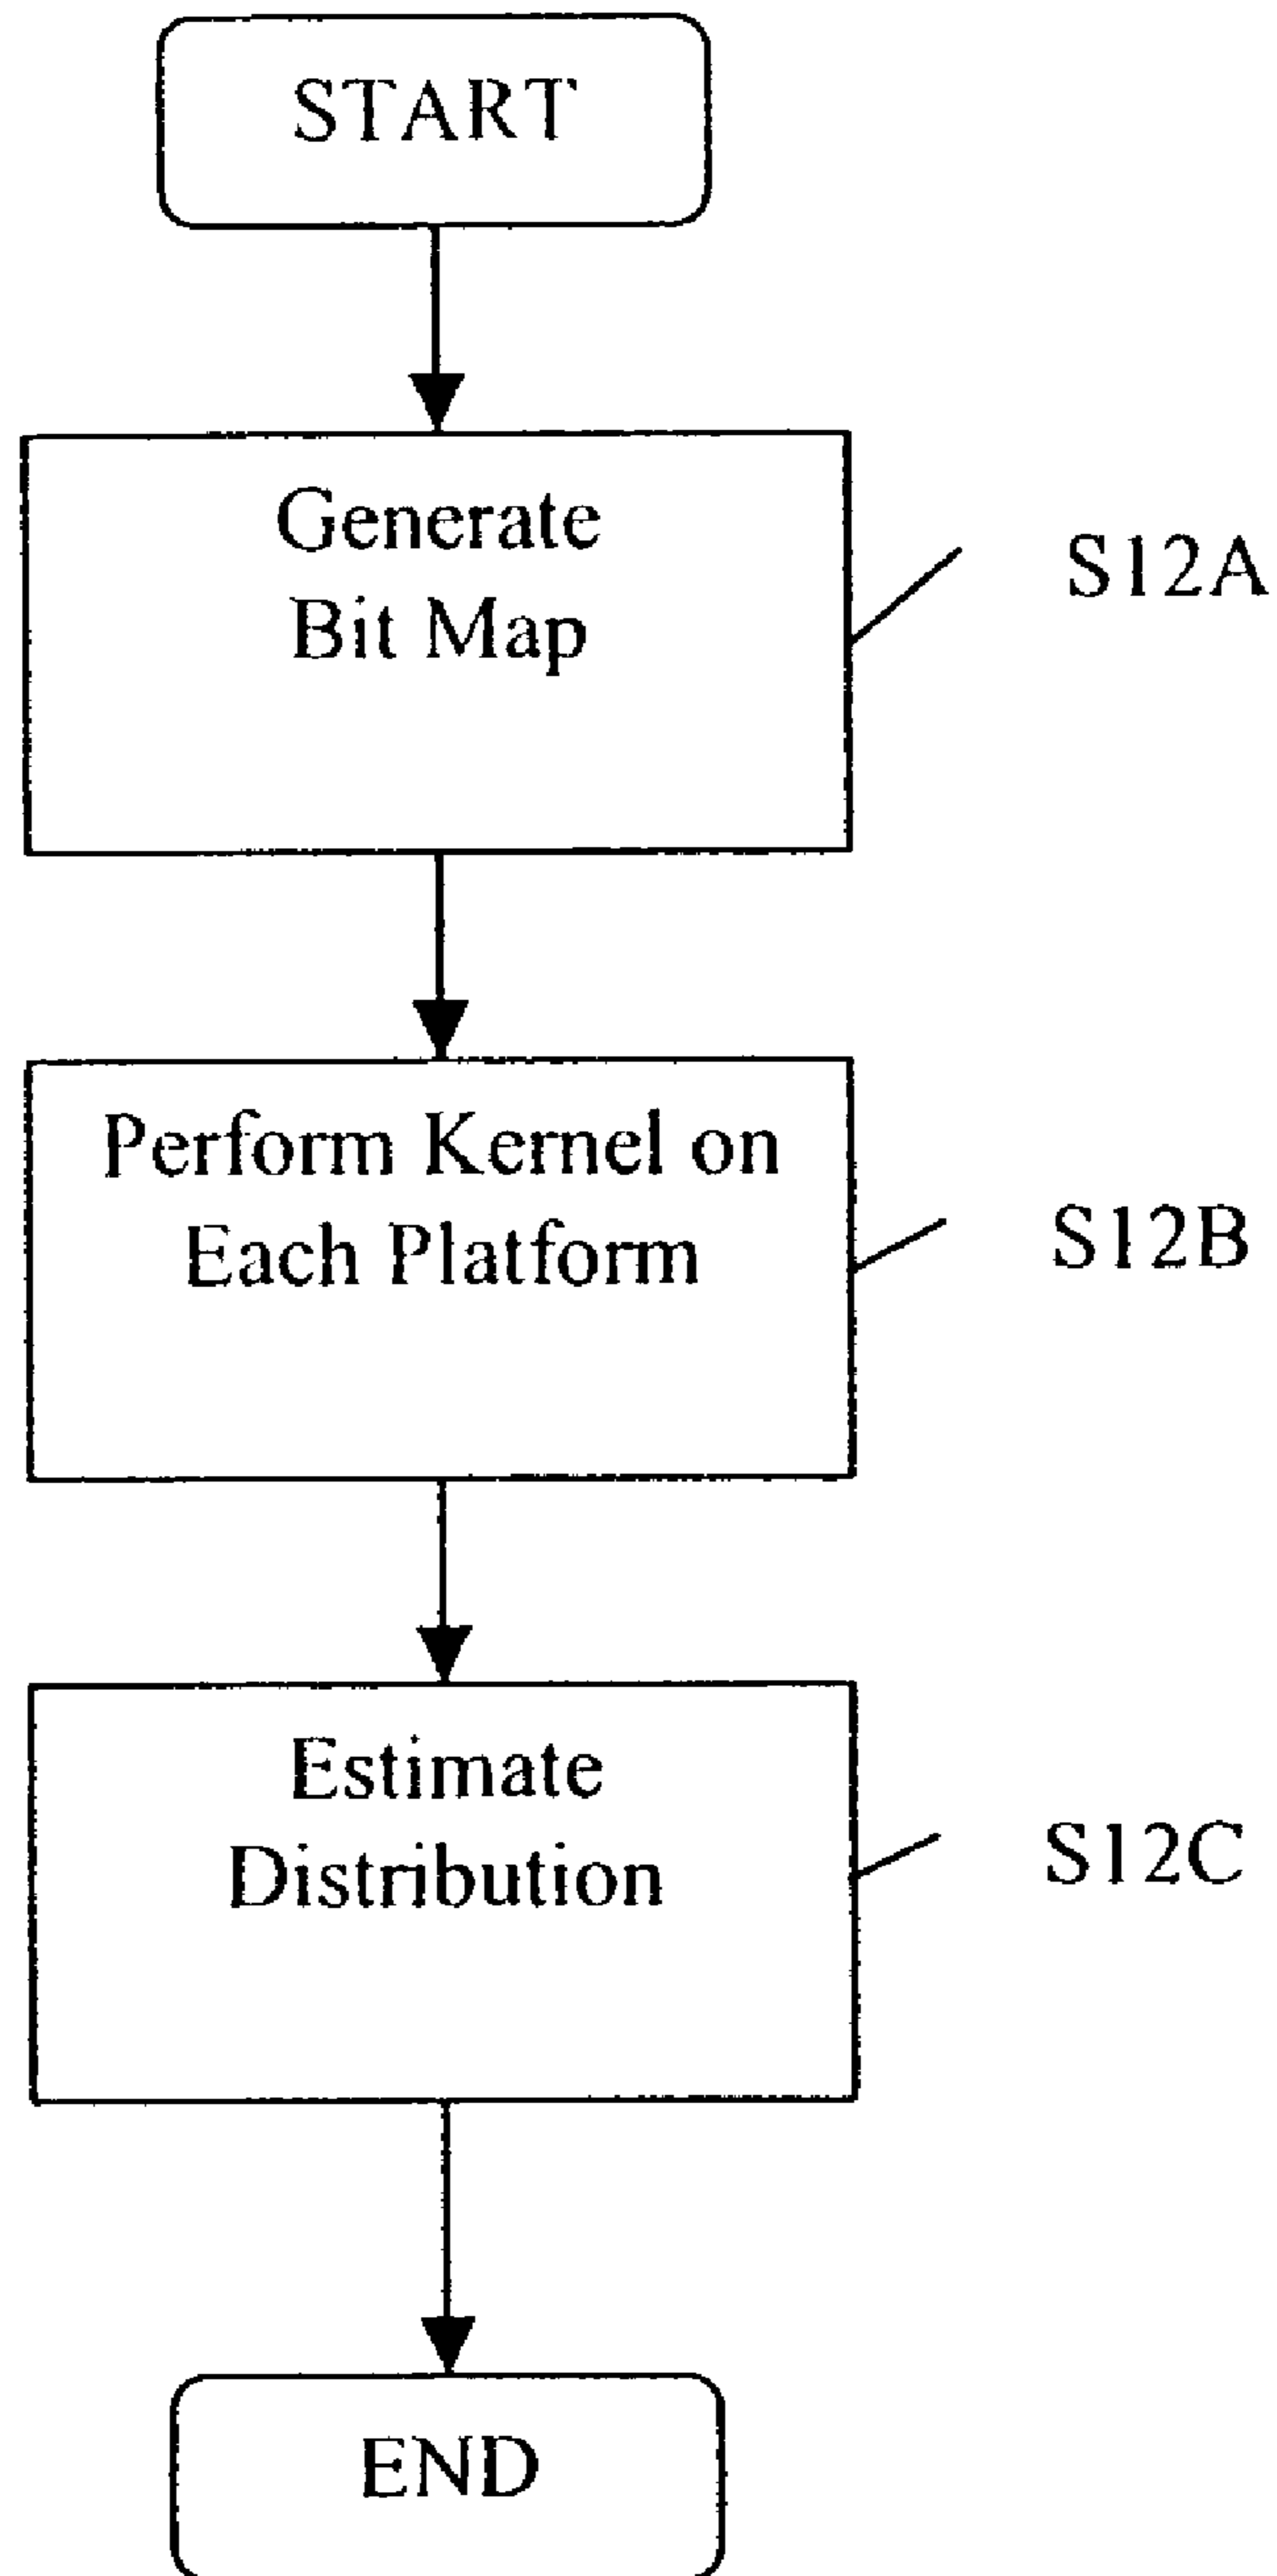 START
Generate
Bit Map
S12A
Perform Kernel on
Each Platform
S12B
Estimate
Distribution
S12C
END